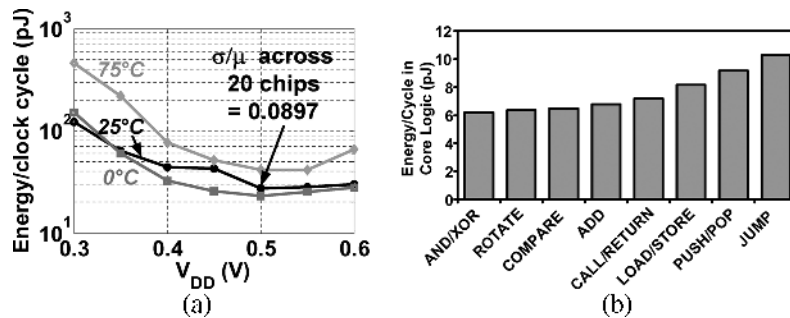 Energy/clock cycle (pJ)
10³
10²
10¹
75°C
25°C
0°C
σ/μ across
20 chips
= 0.0897
0.3
0.4
0.5
0.6
V_DD (V)
(a)
Energy/Cycle in
Core Logic (pJ)
12
10
8
6
4
2
0
AND/XOR
ROTATE
COMPARE
ADD
CALL/RETURN
LOAD/STORE
PUSH/POP
JUMP
(b)